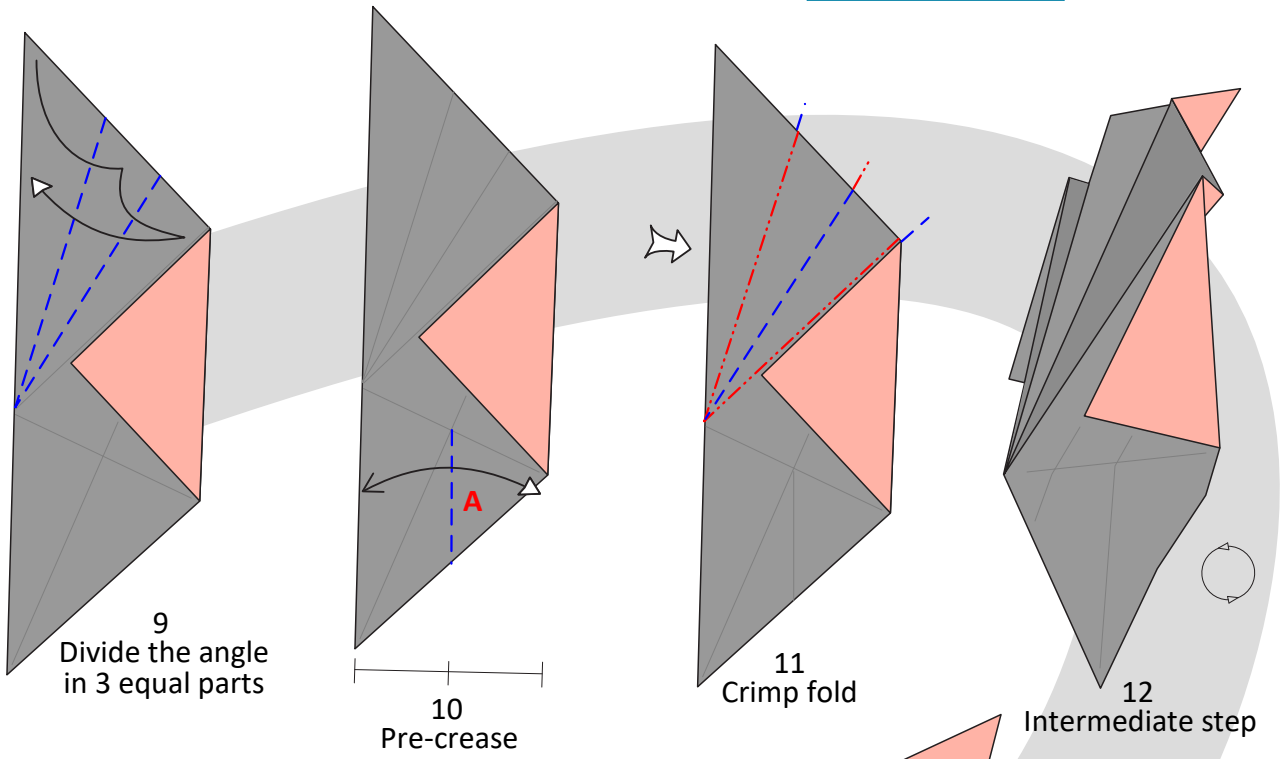 A
9
Divide the angle
in 3 equal parts
10
Pre-crease
11
Crimp fold
12
Intermediate step